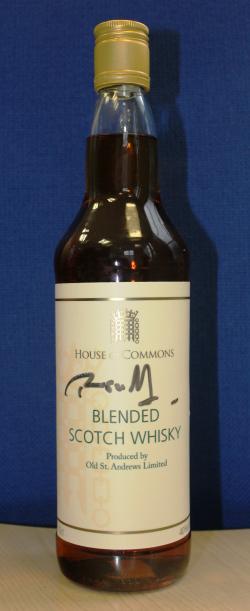 HOUSE OF COMMONS
BLENDED
SCOTCH WHISKY
Produced by
Old St. Andrews Limited